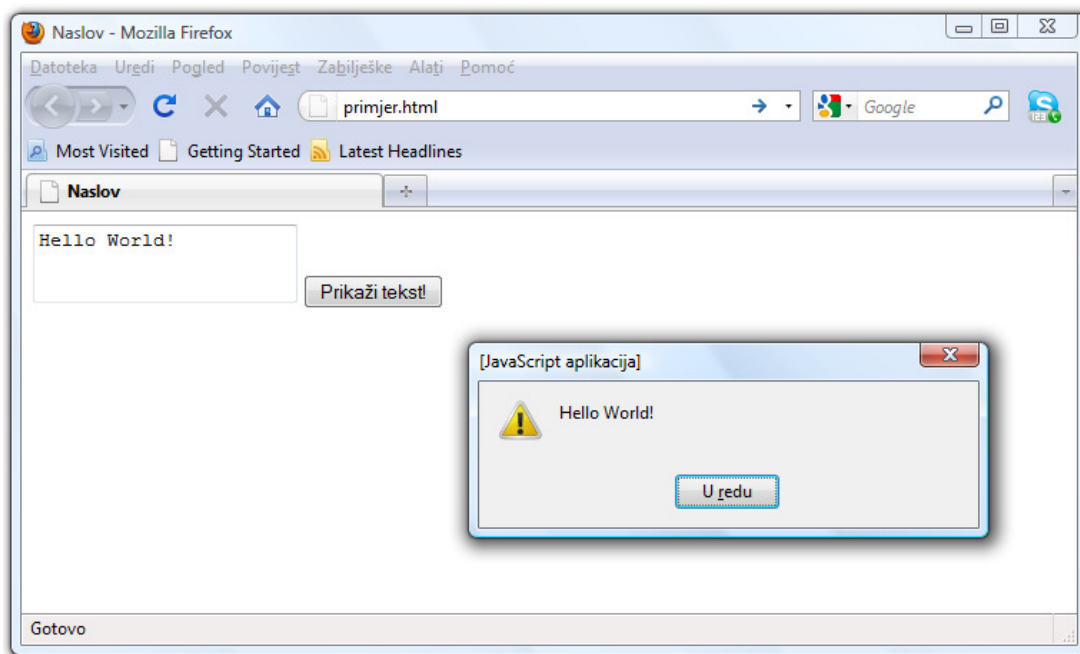 Naslov - Mozilla Firefox
Datoteka Uredi Pogled Povijest Zabilješke Alati Pomoć
primjer.html Google
Most Visited Getting Started Latest Headlines
Naslov
Hello World!
Prikaži tekst!
[JavaScript aplikacija]
Hello World!
U redu
Gotovo